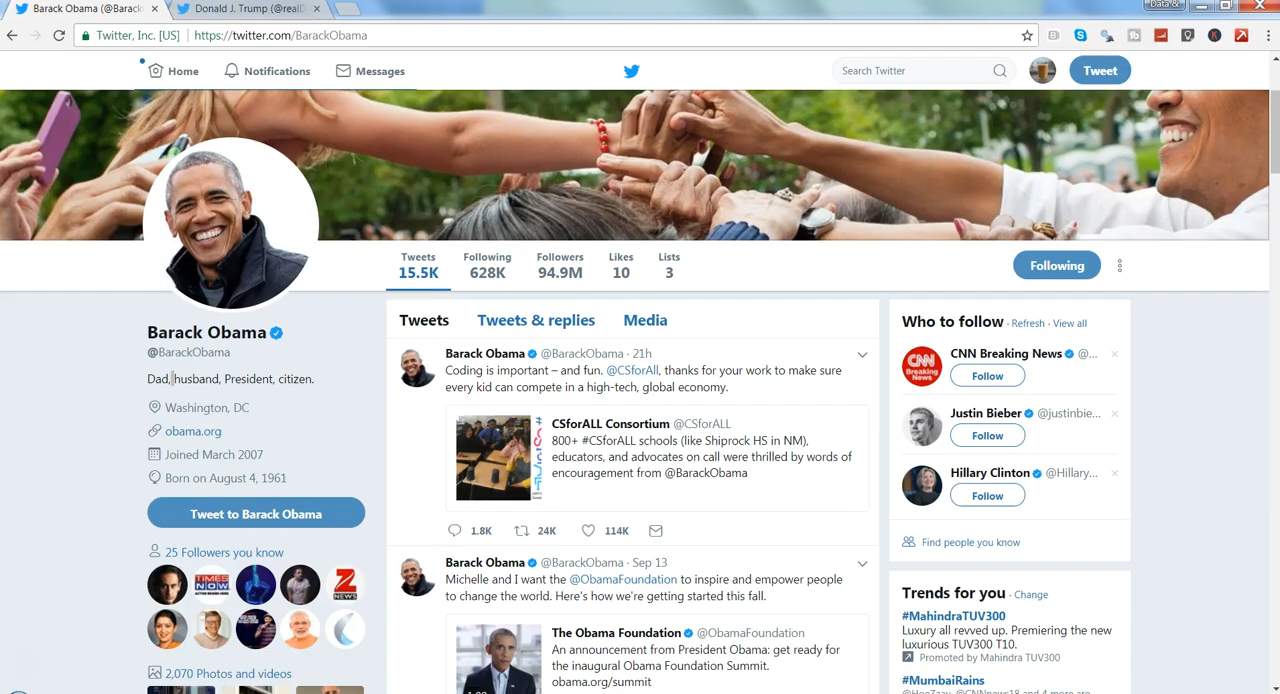 Barack Obama (@Barack
Donald J. Trump (@realD
Data &
Twitter, Inc. [US]
https://twitter.com/BarackObama
Home
Notifications
Messages
Search Twitter
Tweet
Tweets
15.5K
Following
628K
Followers
94.9M
Likes
10
Lists
3
Following
Barack Obama
@BarackObama
Dad, husband, President, citizen.
Washington, DC
obama.org
Joined March 2007
Born on August 4, 1961
Tweet to Barack Obama
25 Followers you know
TIMES
NOW
Z
NEWS
2,070 Photos and videos
Tweets Tweets & replies Media
Barack Obama @BarackObama · 21h
Coding is important – and fun. @CSforAll, thanks for your work to make sure
every kid can compete in a high-tech, global economy.
CSforALL Consortium @CSforALL
800+ #CSforALL schools (like Shiprock HS in NM),
educators, and advocates on call were thrilled by words of
encouragement from @BarackObama
1.8K 24K 114K
Barack Obama @BarackObama · Sep 13
Michelle and I want the @ObamaFoundation to inspire and empower people
to change the world. Here's how we're getting started this fall.
The Obama Foundation @ObamaFoundation
An announcement from President Obama: get ready for
the inaugural Obama Foundation Summit.
obama.org/summit
Who to follow · Refresh · View all
CNN
BREAKING
NEWS
CNN Breaking News @...
Follow
Justin Bieber @justinbie...
Follow
Hillary Clinton @Hillary...
Follow
Find people you know
Trends for you · Change
#MahindraTUV300
Luxury all revved up. Premiering the new
luxurious TUV300 T10.
Promoted by Mahindra TUV300
#MumbaiRains